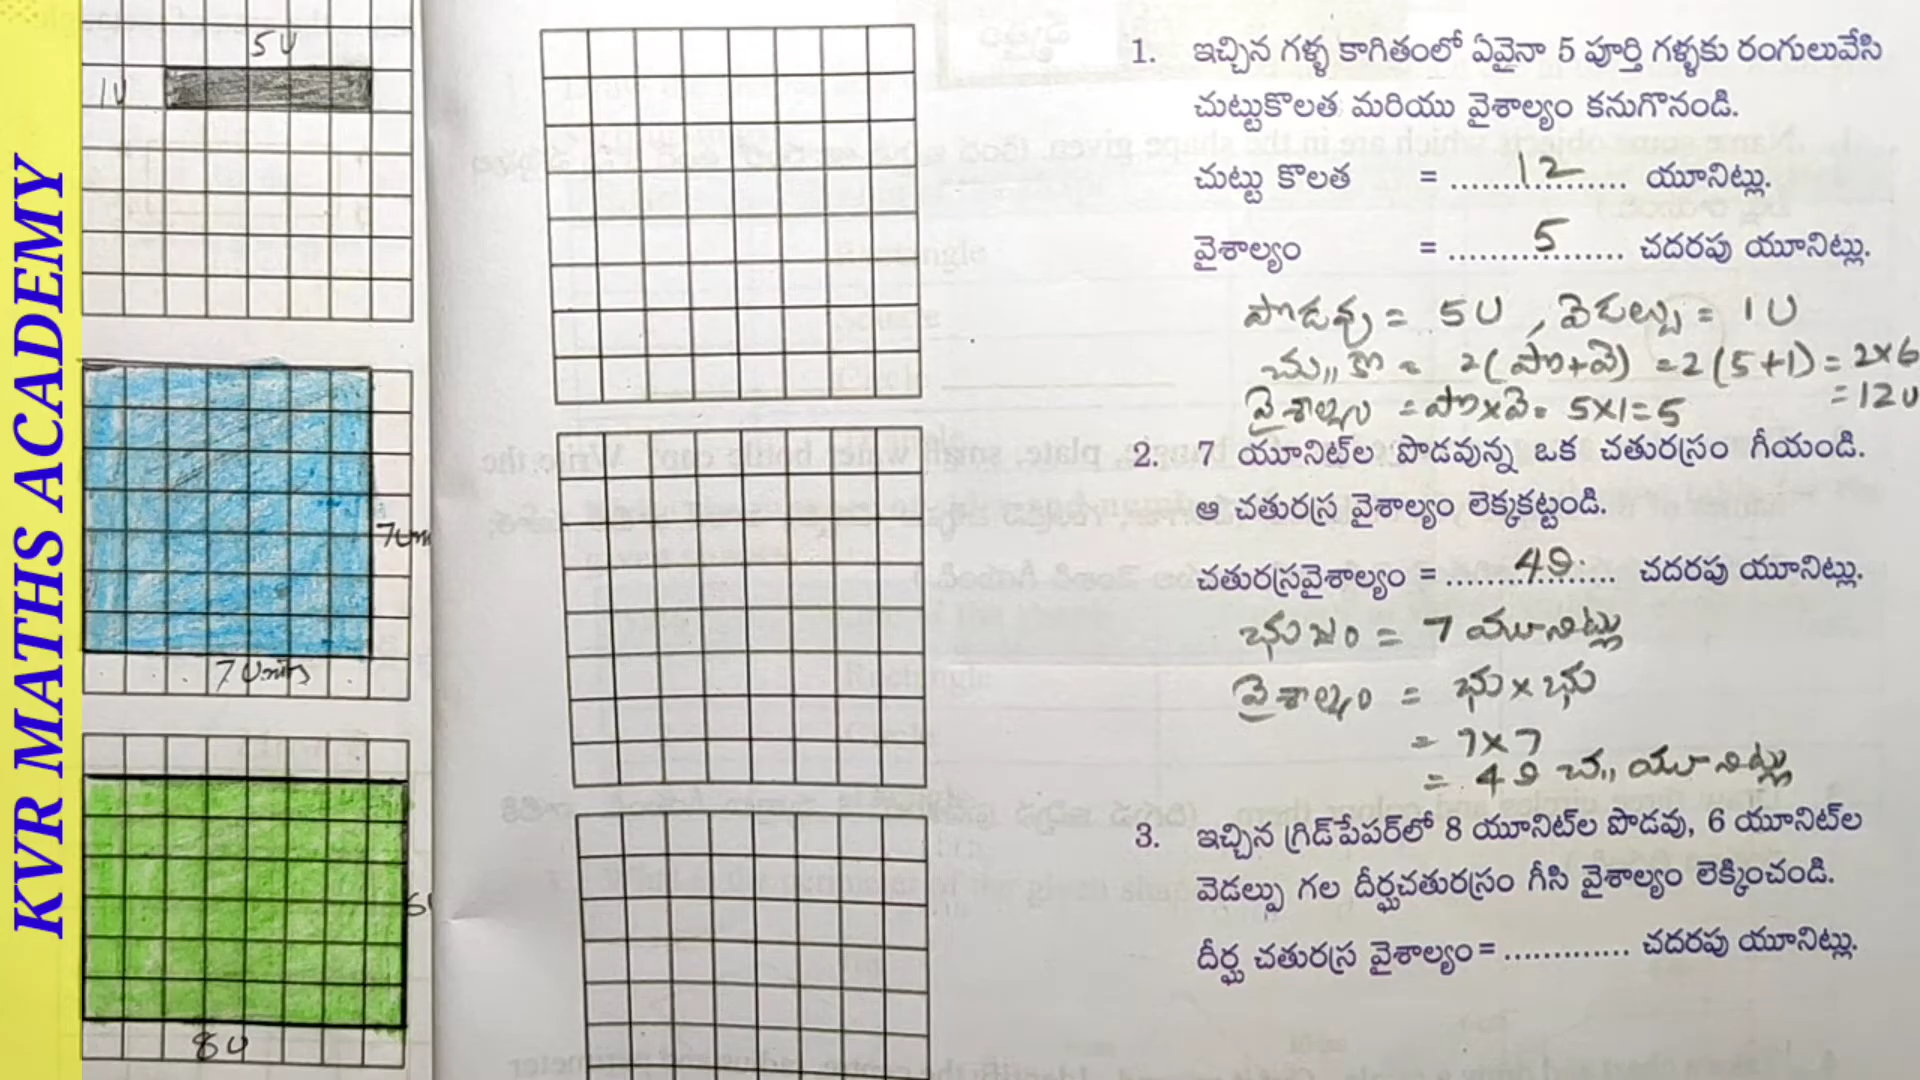 KVR MATHS ACADEMY
5U
1U
7 Units
8U
1. ఇచ్చిన గళ్ళ కాగితంలో ఏవైనా 5 పూర్తి గళ్ళకు రంగులువేసి
చుట్టుకొలత మరియు వైశాల్యం కనుగొనండి.
చుట్టు కొలత = ......12......... యూనిట్లు.
వైశాల్యం = ........5......... చదరపు యూనిట్లు.
పొడవు = 5U , వెడల్పు = 1U
చు,, కొ = 2(పొ+వె) = 2(5+1) = 2×6
= 12U
వైశాల్యం = పొ×వె = 5×1=5
2. 7 యూనిట్‌ల పొడవున్న ఒక చతురస్రం గీయండి.
ఆ చతురస్ర వైశాల్యం లెక్కకట్టండి.
చతురస్రవైశాల్యం = ......49......... చదరపు యూనిట్లు.
భుజం = 7 యూనిట్లు
వైశాల్యం = భు × భు
= 7×7
= 49 చ,, యూనిట్లు
3. ఇచ్చిన గ్రిడ్‌పేపర్‌లో 8 యూనిట్‌ల పొడవు, 6 యూనిట్‌ల
వెడల్పు గల దీర్ఘచతురస్రం గీసి వైశాల్యం లెక్కించండి.
దీర్ఘ చతురస్ర వైశాల్యం = ............ చదరపు యూనిట్లు.